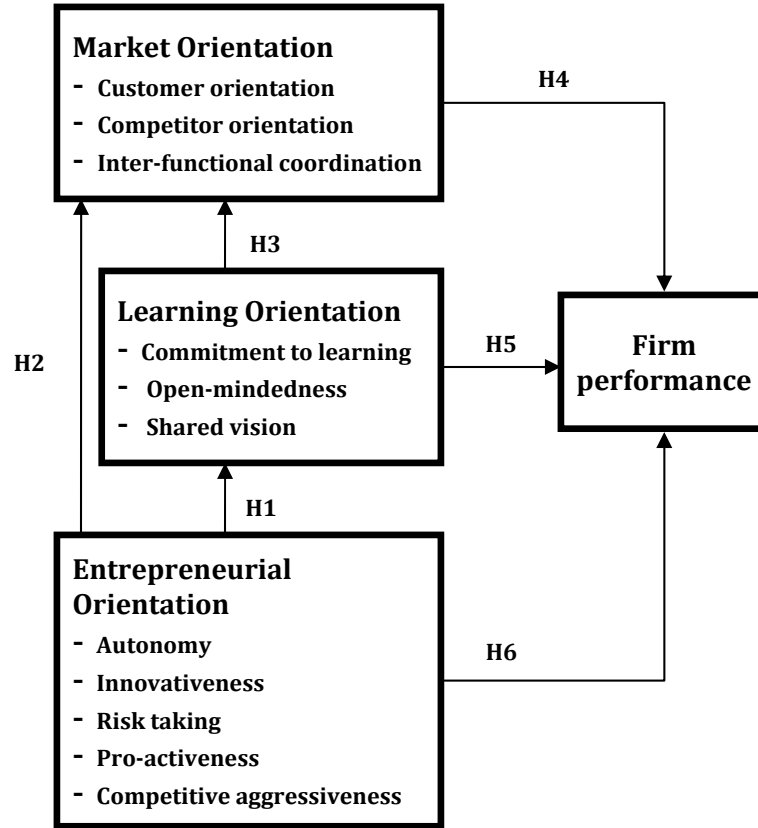 Market Orientation
- Customer orientation
- Competitor orientation
- Inter-functional coordination
H4
H3
H2
Learning Orientation
- Commitment to learning
- Open-mindedness
- Shared vision
H5
Firm
performance
H1
Entrepreneurial
Orientation
- Autonomy
- Innovativeness
- Risk taking
- Pro-activeness
- Competitive aggressiveness
H6